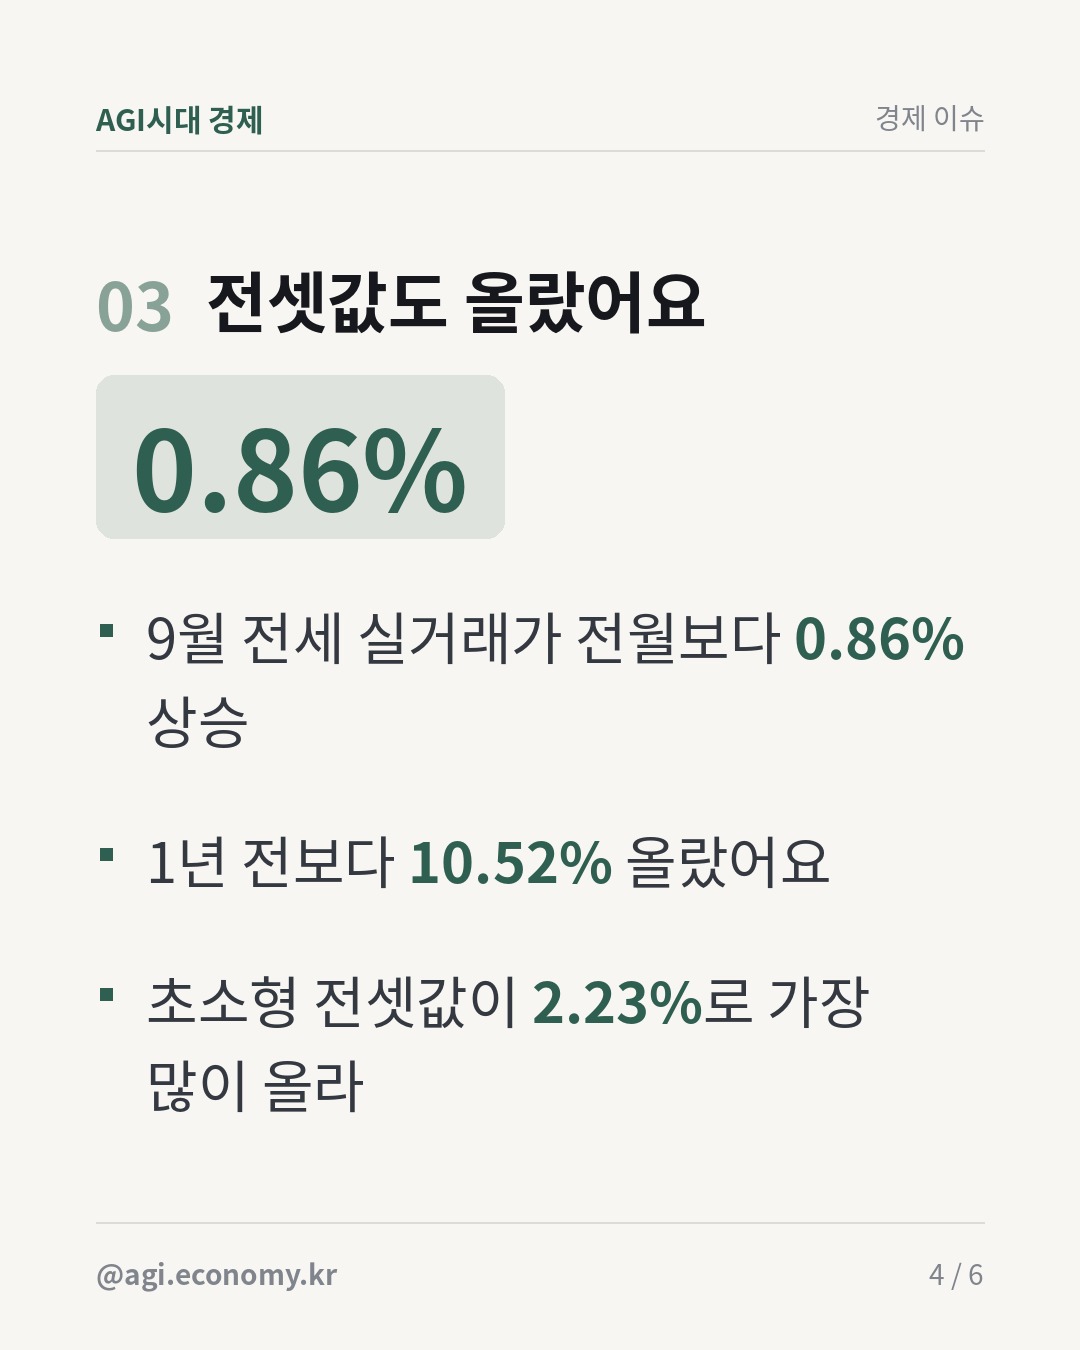 AGI시대 경제
경제 이슈
03 전셋값도 올랐어요
0.86%
▪ 9월 전세 실거래가 전월보다 0.86%
상승
▪ 1년 전보다 10.52% 올랐어요
▪ 초소형 전셋값이 2.23%로 가장
많이 올라
@agi.economy.kr
4 / 6